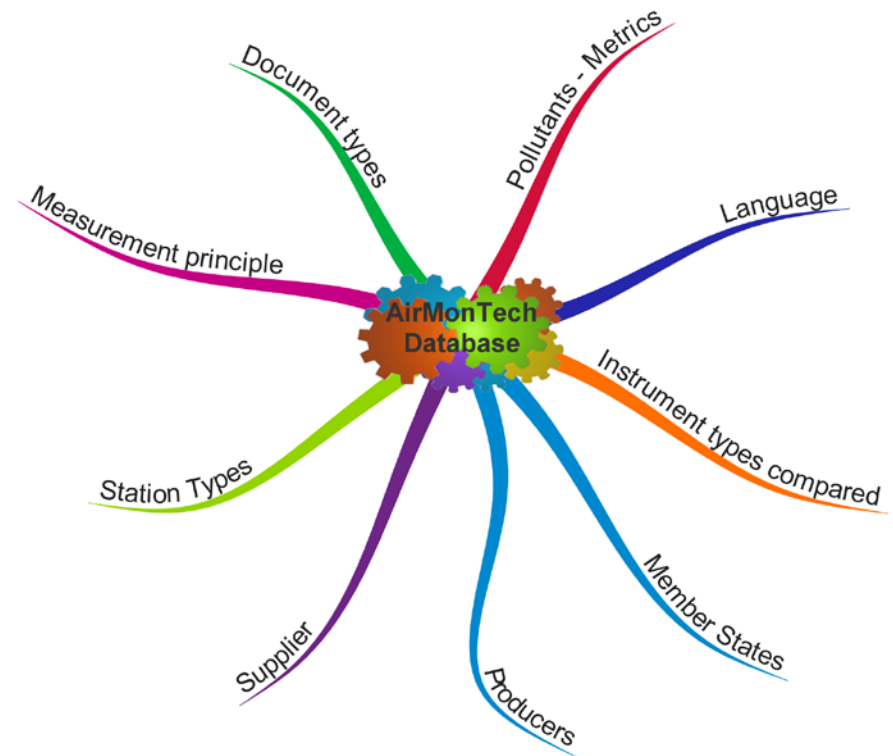 Document types
Pollutants - Metrics
Measurement principle
Language
AirMonTech
Database
Instrument types compared
Station Types
Member States
Supplier
Producers